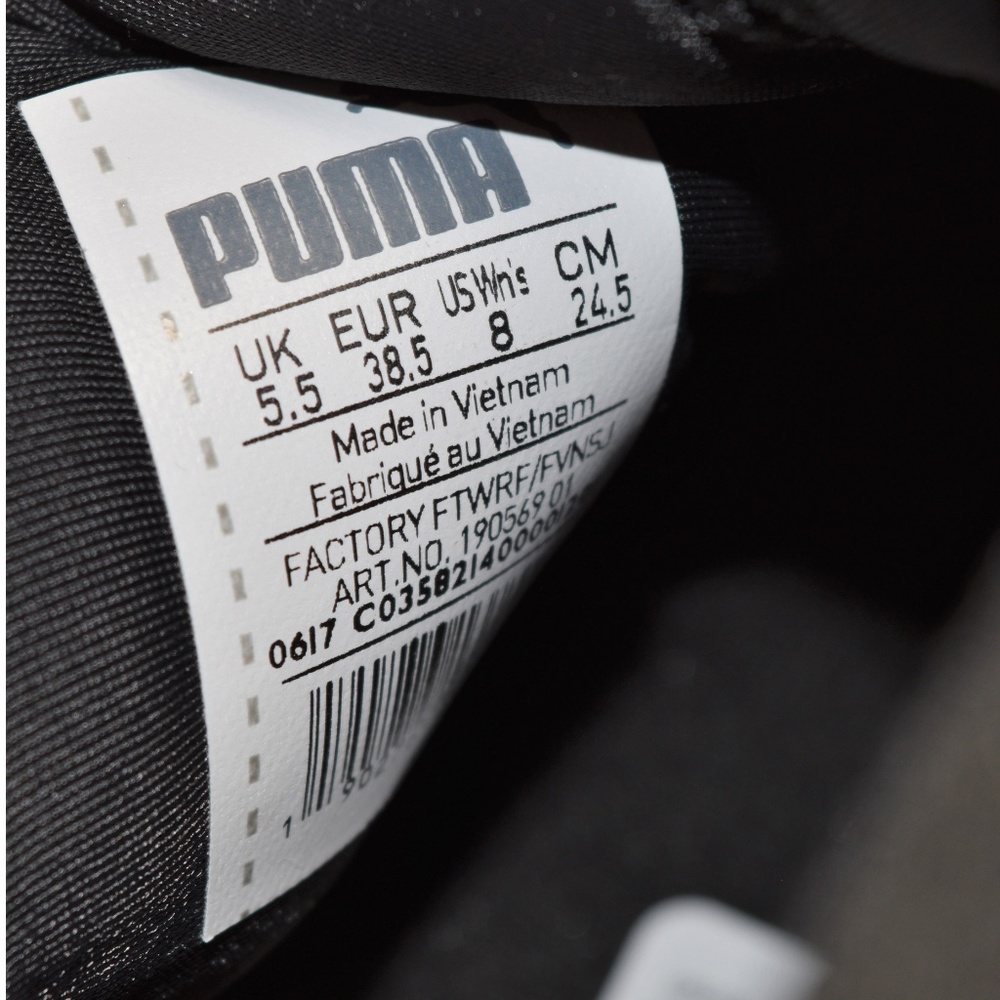 PUMA
UK EUR US Wn's CM
5.5 38.5 8 24.5
Made in Vietnam
Fabriqué au Vietnam
FACTORY FTWRF/FVNSJ
ART.NO. 190569 01
0617
1